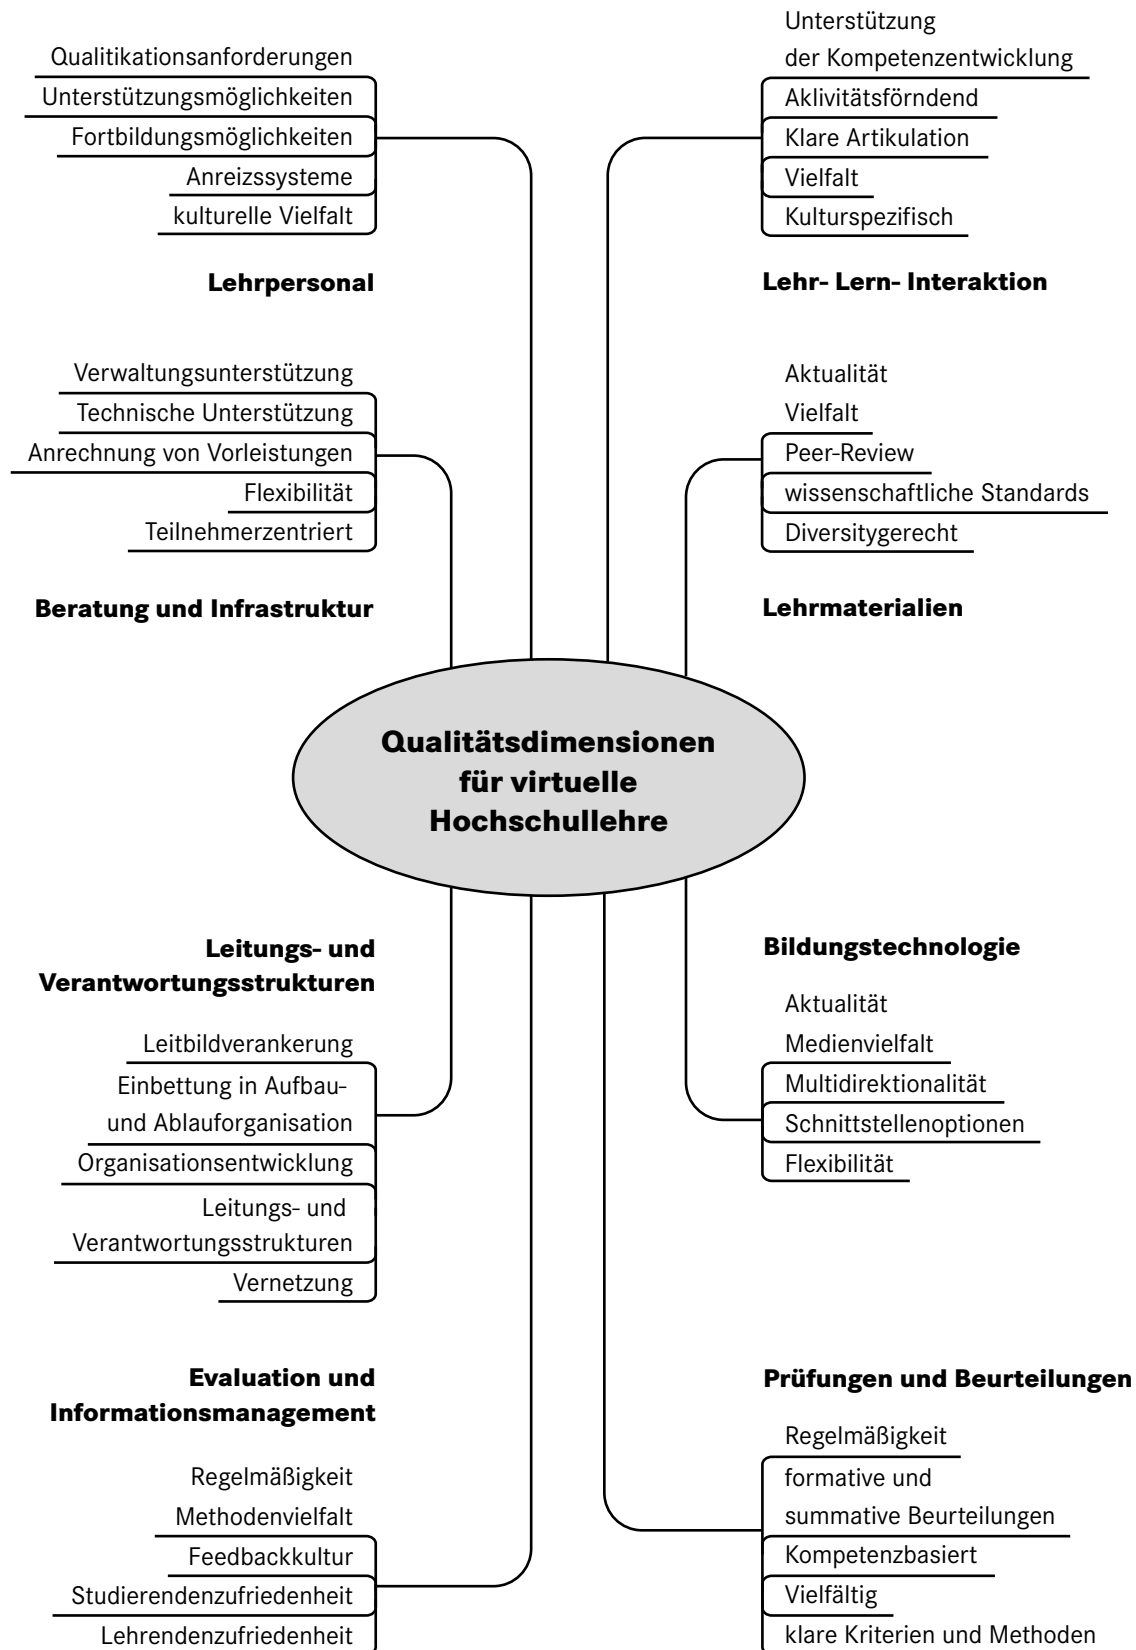 Qualitikationsanforderungen
Unterstützungsmöglichkeiten
Fortbildungsmöglichkeiten
Anreizssysteme
kulturelle Vielfalt
Lehrpersonal
Unterstützung
der Kompetenzentwicklung
Aklivitätsförndend
Klare Artikulation
Vielfalt
Kulturspezifisch
Lehr- Lern- Interaktion
Verwaltungsunterstützung
Technische Unterstützung
Anrechnung von Vorleistungen
Flexibilität
Teilnehmerzentriert
Beratung und Infrastruktur
Aktualität
Vielfalt
Peer-Review
wissenschaftliche Standards
Diversitygerecht
Lehrmaterialien
Qualitätsdimensionen
für virtuelle
Hochschullehre
Leitungs- und
Verantwortungsstrukturen
Leitbildverankerung
Einbettung in Aufbau-
und Ablauforganisation
Organisationsentwicklung
Leitungs- und
Verantwortungsstrukturen
Vernetzung
Bildungstechnologie
Aktualität
Medienvielfalt
Multidirektionalität
Schnittstellenoptionen
Flexibilität
Evaluation und
Informationsmanagement
Regelmäßigkeit
Methodenvielfalt
Feedbackkultur
Studierendenzufriedenheit
Lehrendenzufriedenheit
Prüfungen und Beurteilungen
Regelmäßigkeit
formative und
summative Beurteilungen
Kompetenzbasiert
Vielfältig
klare Kriterien und Methoden